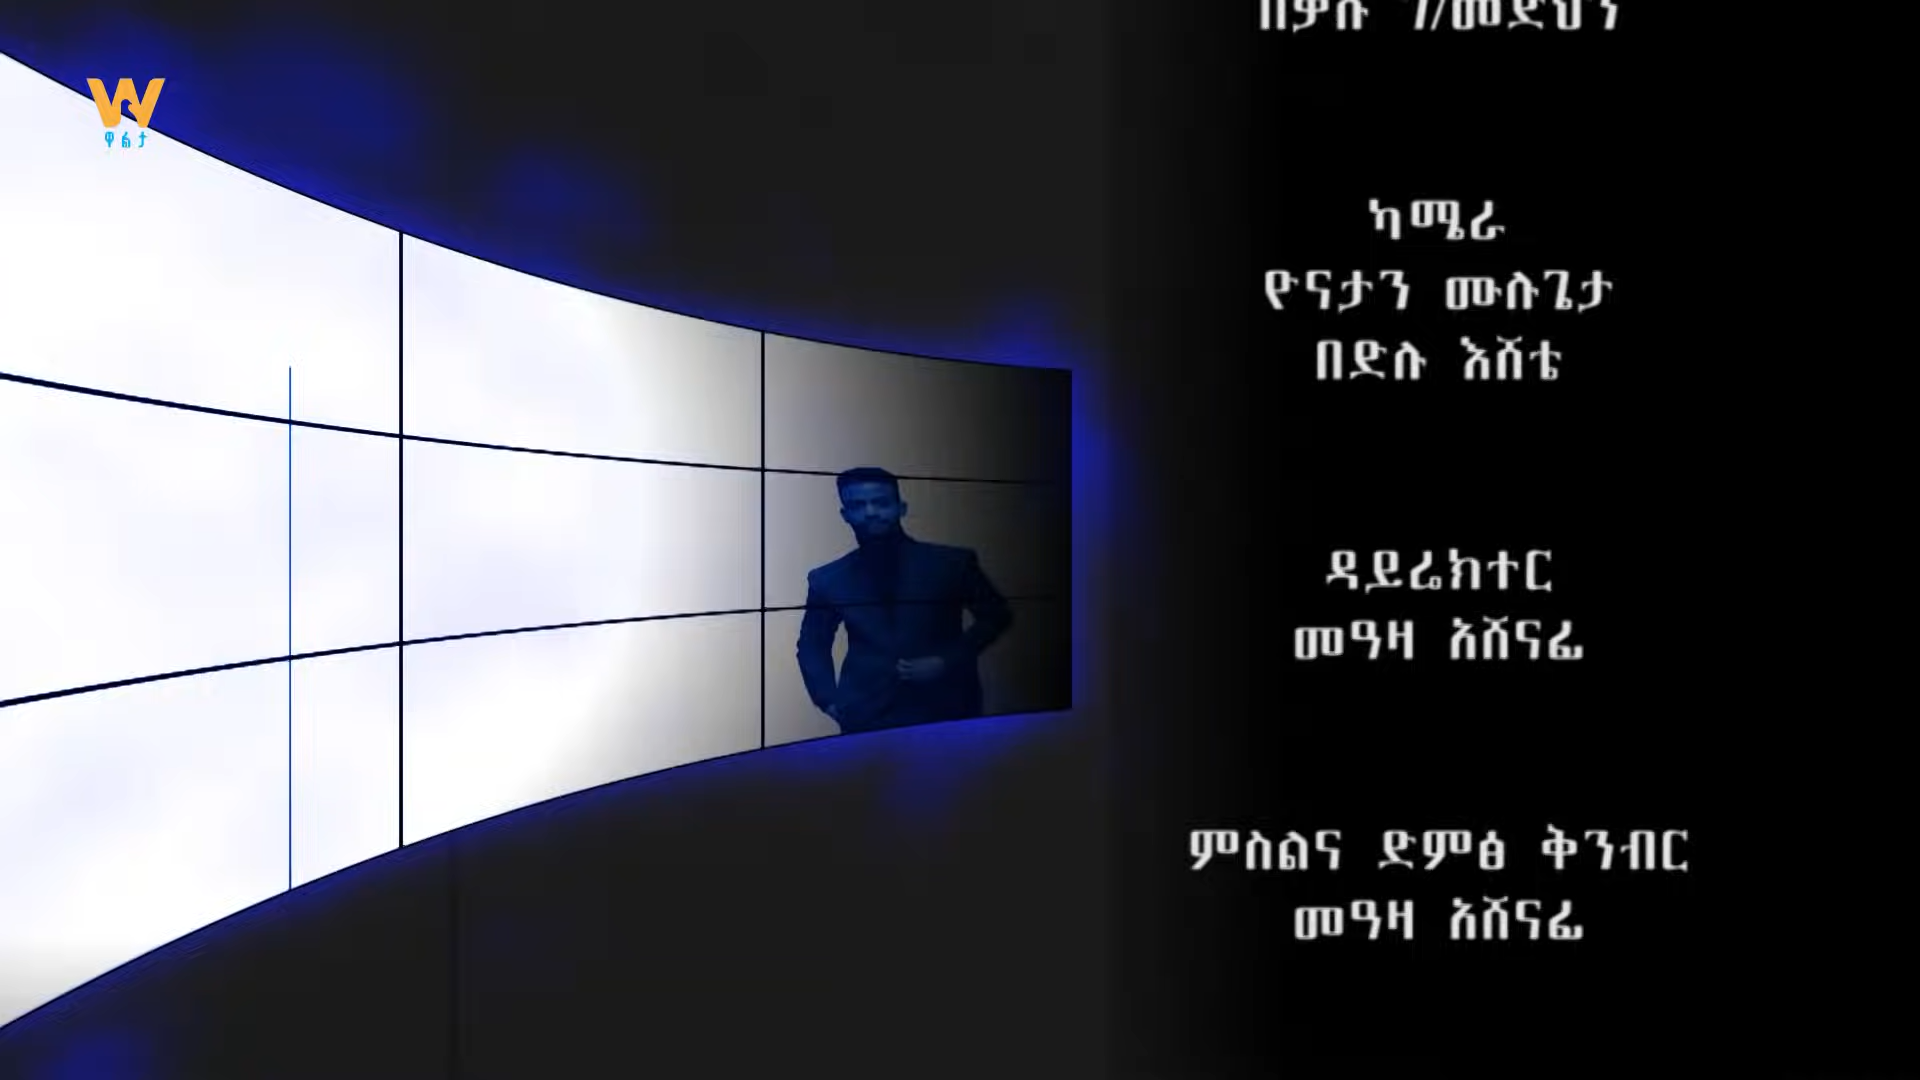 ዋልታ
ካሜራ
ዮናታን ሙሉጌታ
በድሉ እሸቴ
ዳይሬክተር
መዓዛ አሸናፊ
ምስልና ድምፅ ቅንብር
መዓዛ አሸናፊ